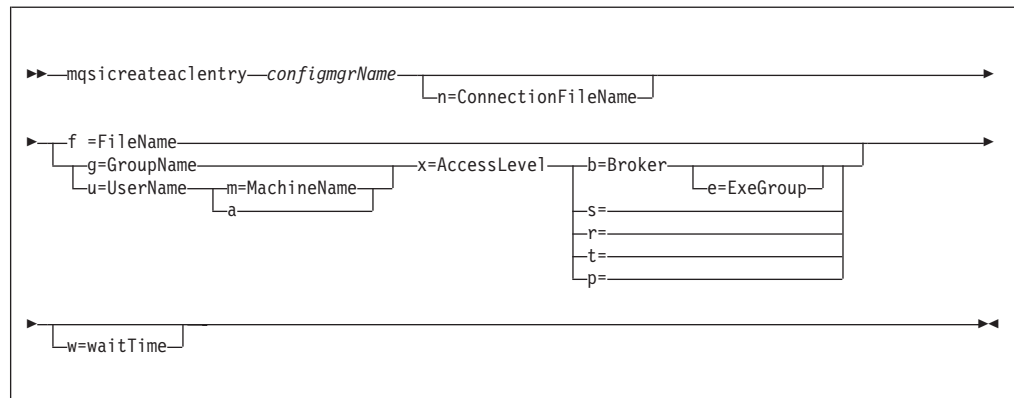 mqsicreateaclentry configmgrName
n=ConnectionFileName
f =FileName
g=GroupName x=AccessLevel b=Broker
u=UserName m=MachineName e=ExeGroup
a s=
r=
t=
p=
w=waitTime